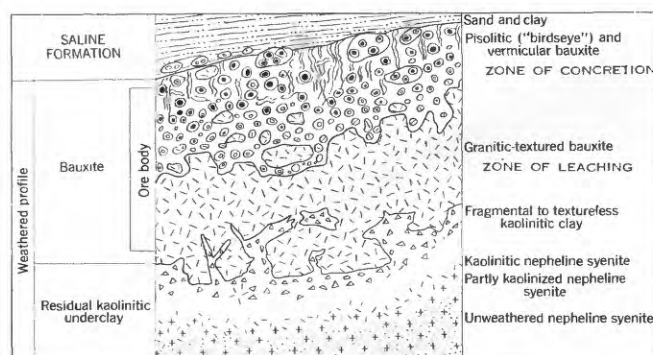 SALINE
FORMATION
Weathered profile
Bauxite
Ore body
Residual kaolinitic
underclay
Sand and clay
Pisolitic ("birdseye") and
vermicular bauxite
ZONE OF CONCRETION
Granitic-textured bauxite
ZONE OF LEACHING
Fragmental to textureless
kaolinitic clay
Kaolinitic nepheline syenite
Partly kaolinized nepheline
syenite
Unweathered nepheline syenite